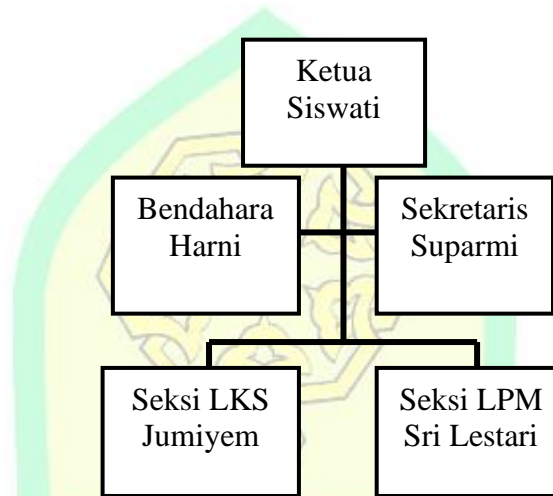 Ketua
Siswati
Bendahara
Harni
Sekretaris
Suparmi
Seksi LKS
Jumiyem
Seksi LPM
Sri Lestari